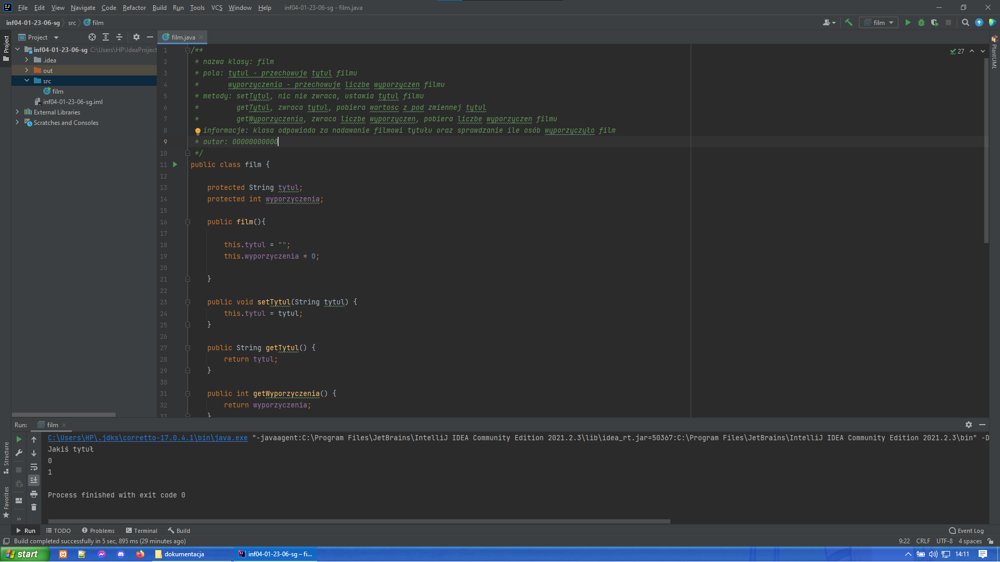 File Edit View Navigate Code Refactor Build Run Tools VCS Window Help inf04-01-23-06-sg - film.java
inf04-01-23-06-sg src film
film
Project
Project
film.java
inf04-01-23-06-sg C:\Users\HP\IdeaProject
.idea
out
src
film
inf04-01-23-06-sg.iml
External Libraries
Scratches and Consoles
27
PlantUML
1 /**
2 * nazwa klasy: film
3 * pola: tytul - przechowuje tytul filmu
4 * wyporzyczenia - przechowuje liczbe wyporzyczen filmu
5 * metody: setTytul, nic nie zwraca, ustawia tytul filmu
6 * getTytul, zwraca tytul, pobiera wartosc z pod zmiennej tytul
7 * getWyporzyczenia, zwraca liczbe wyporzyczen, pobiera liczbe wyporzyczen filmu
8 informacje: klasa odpowiada za nadawanie filmowi tytułu oraz sprawdzanie ile osób wyporzyczyło film
9 * autor: 00000000000
10 */
11 public class film {
12
13 protected String tytul;
14 protected int wyporzyczenia;
15
16 public film(){
17
18 this.tytul = "";
19 this.wyporzyczenia = 0;
20
21 }
22
23 public void setTytul(String tytul) {
24 this.tytul = tytul;
25 }
26
27 public String getTytul() {
28 return tytul;
29 }
30
31 public int getWyporzyczenia() {
32 return wyporzyczenia;
33 }
Run: film
C:\Users\HP\.jdks\corretto-17.0.4.1\bin\java.exe "-javaagent:C:\Program Files\JetBrains\IntelliJ IDEA Community Edition 2021.2.3\lib\idea_rt.jar=50367:C:\Program Files\JetBrains\IntelliJ IDEA Community Edition 2021.2.3\bin" -D
Jakiś tytuł
0
1
Process finished with exit code 0
Structure
Favorites
Run TODO Problems Terminal Build Event Log
Build completed successfully in 5 sec, 895 ms (29 minutes ago) 9:22 CRLF UTF-8 4 spaces
start dokumentacja inf04-01-23-06-sg – fi... 14:11